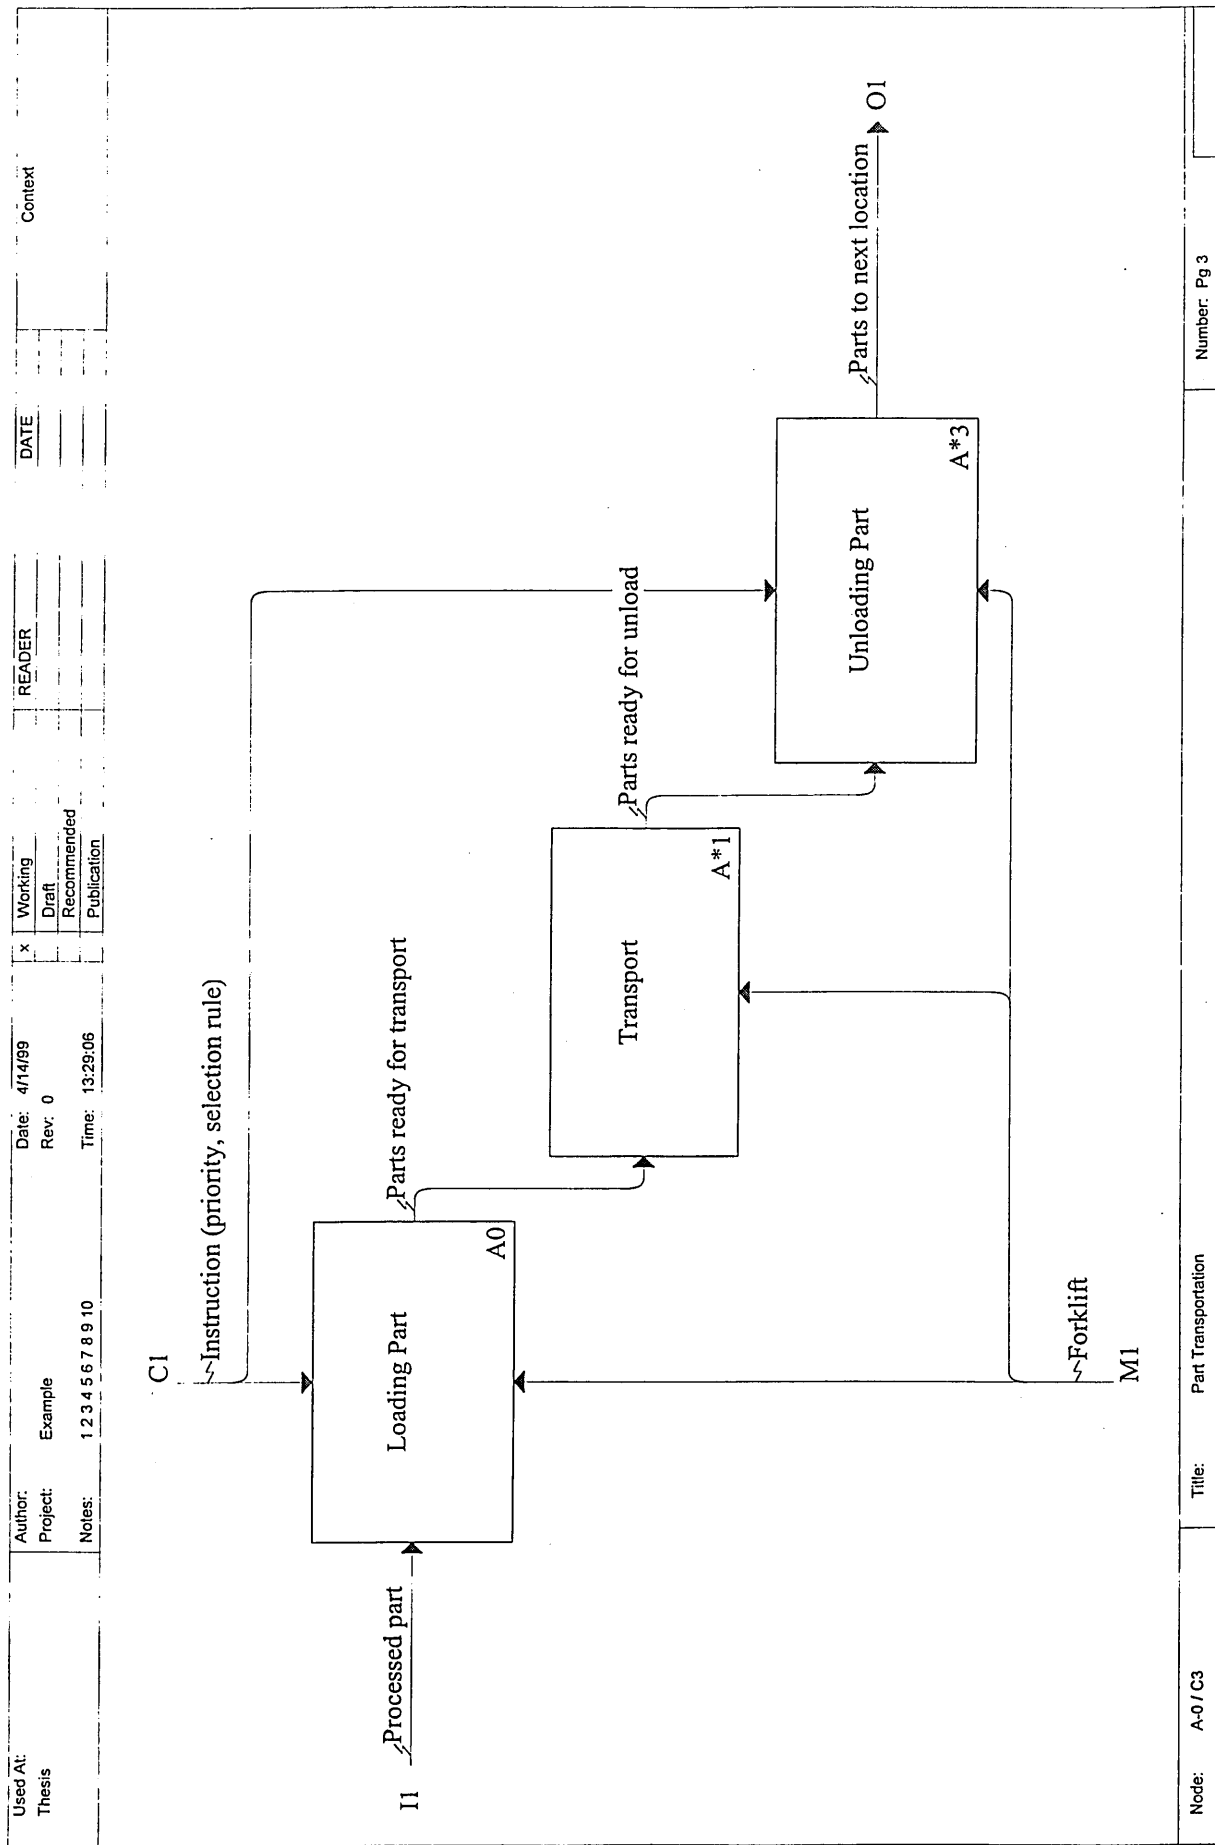 Used At:
Thesis
Author:
Project: Example
Notes: 1 2 3 4 5 6 7 8 9 10
Date: 4/14/99
Rev: 0
Time: 13:29:06
x Working
Draft
Recommended
Publication
READER
DATE
Context
C1
Instruction (priority, selection rule)
I1
Processed part
Loading Part
A0
Parts ready for transport
Transport
A*1
Parts ready for unload
Unloading Part
A*3
Parts to next location
O1
Forklift
M1
Node: A-0 / C3
Title: Part Transportation
Number: Pg 3